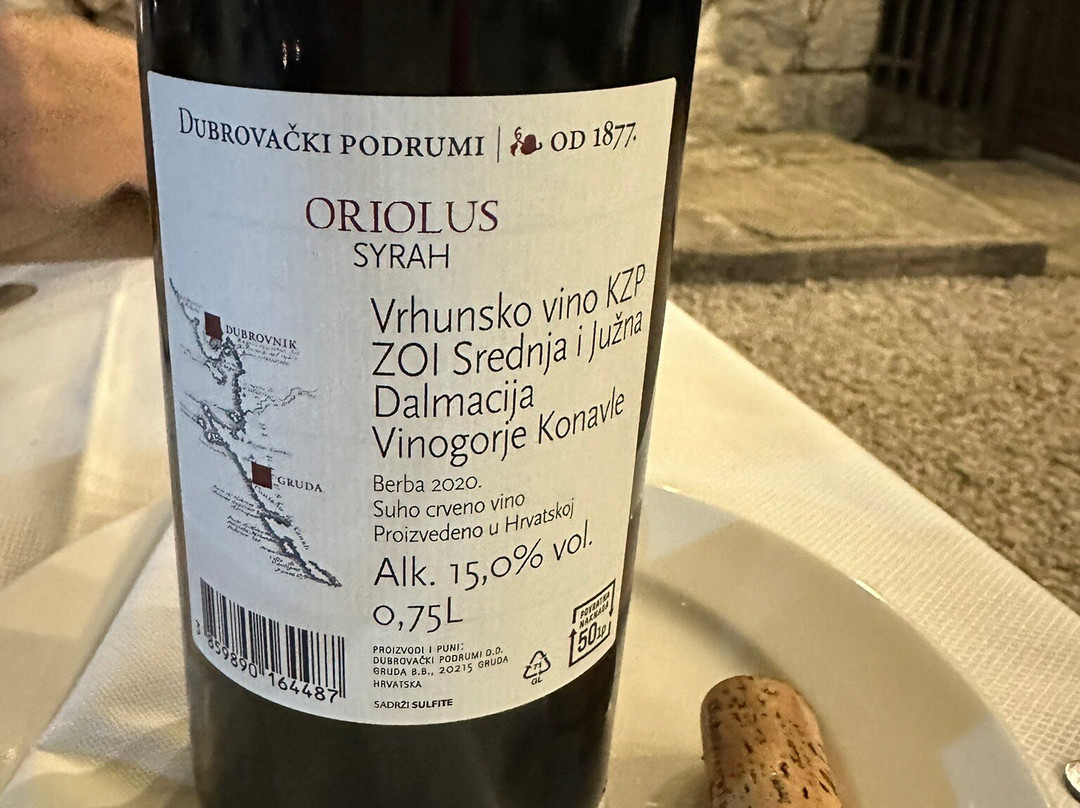 DUBROVAČKI PODRUMI | OD 1877.
ORIOLUS
SYRAH
Vrhunsko vino KZP
ZOI Srednja i Južna
Dalmacija
Vinogorje Konavle
Berba 2020.
Suho crveno vino
Proizvedeno u Hrvatskoj
Alk. 15,0% vol.
0,75L
PROIZVODI I PUNI:
DUBROVAČKI PODRUMI D.D.
GRUDA B.B., 20215 GRUDA
HRVATSKA
SADRŽI SULFITE
DUBROVNIK
GRUDA
3 859890 164487
71
GL
POVRATNA
NAKNADA
50lp